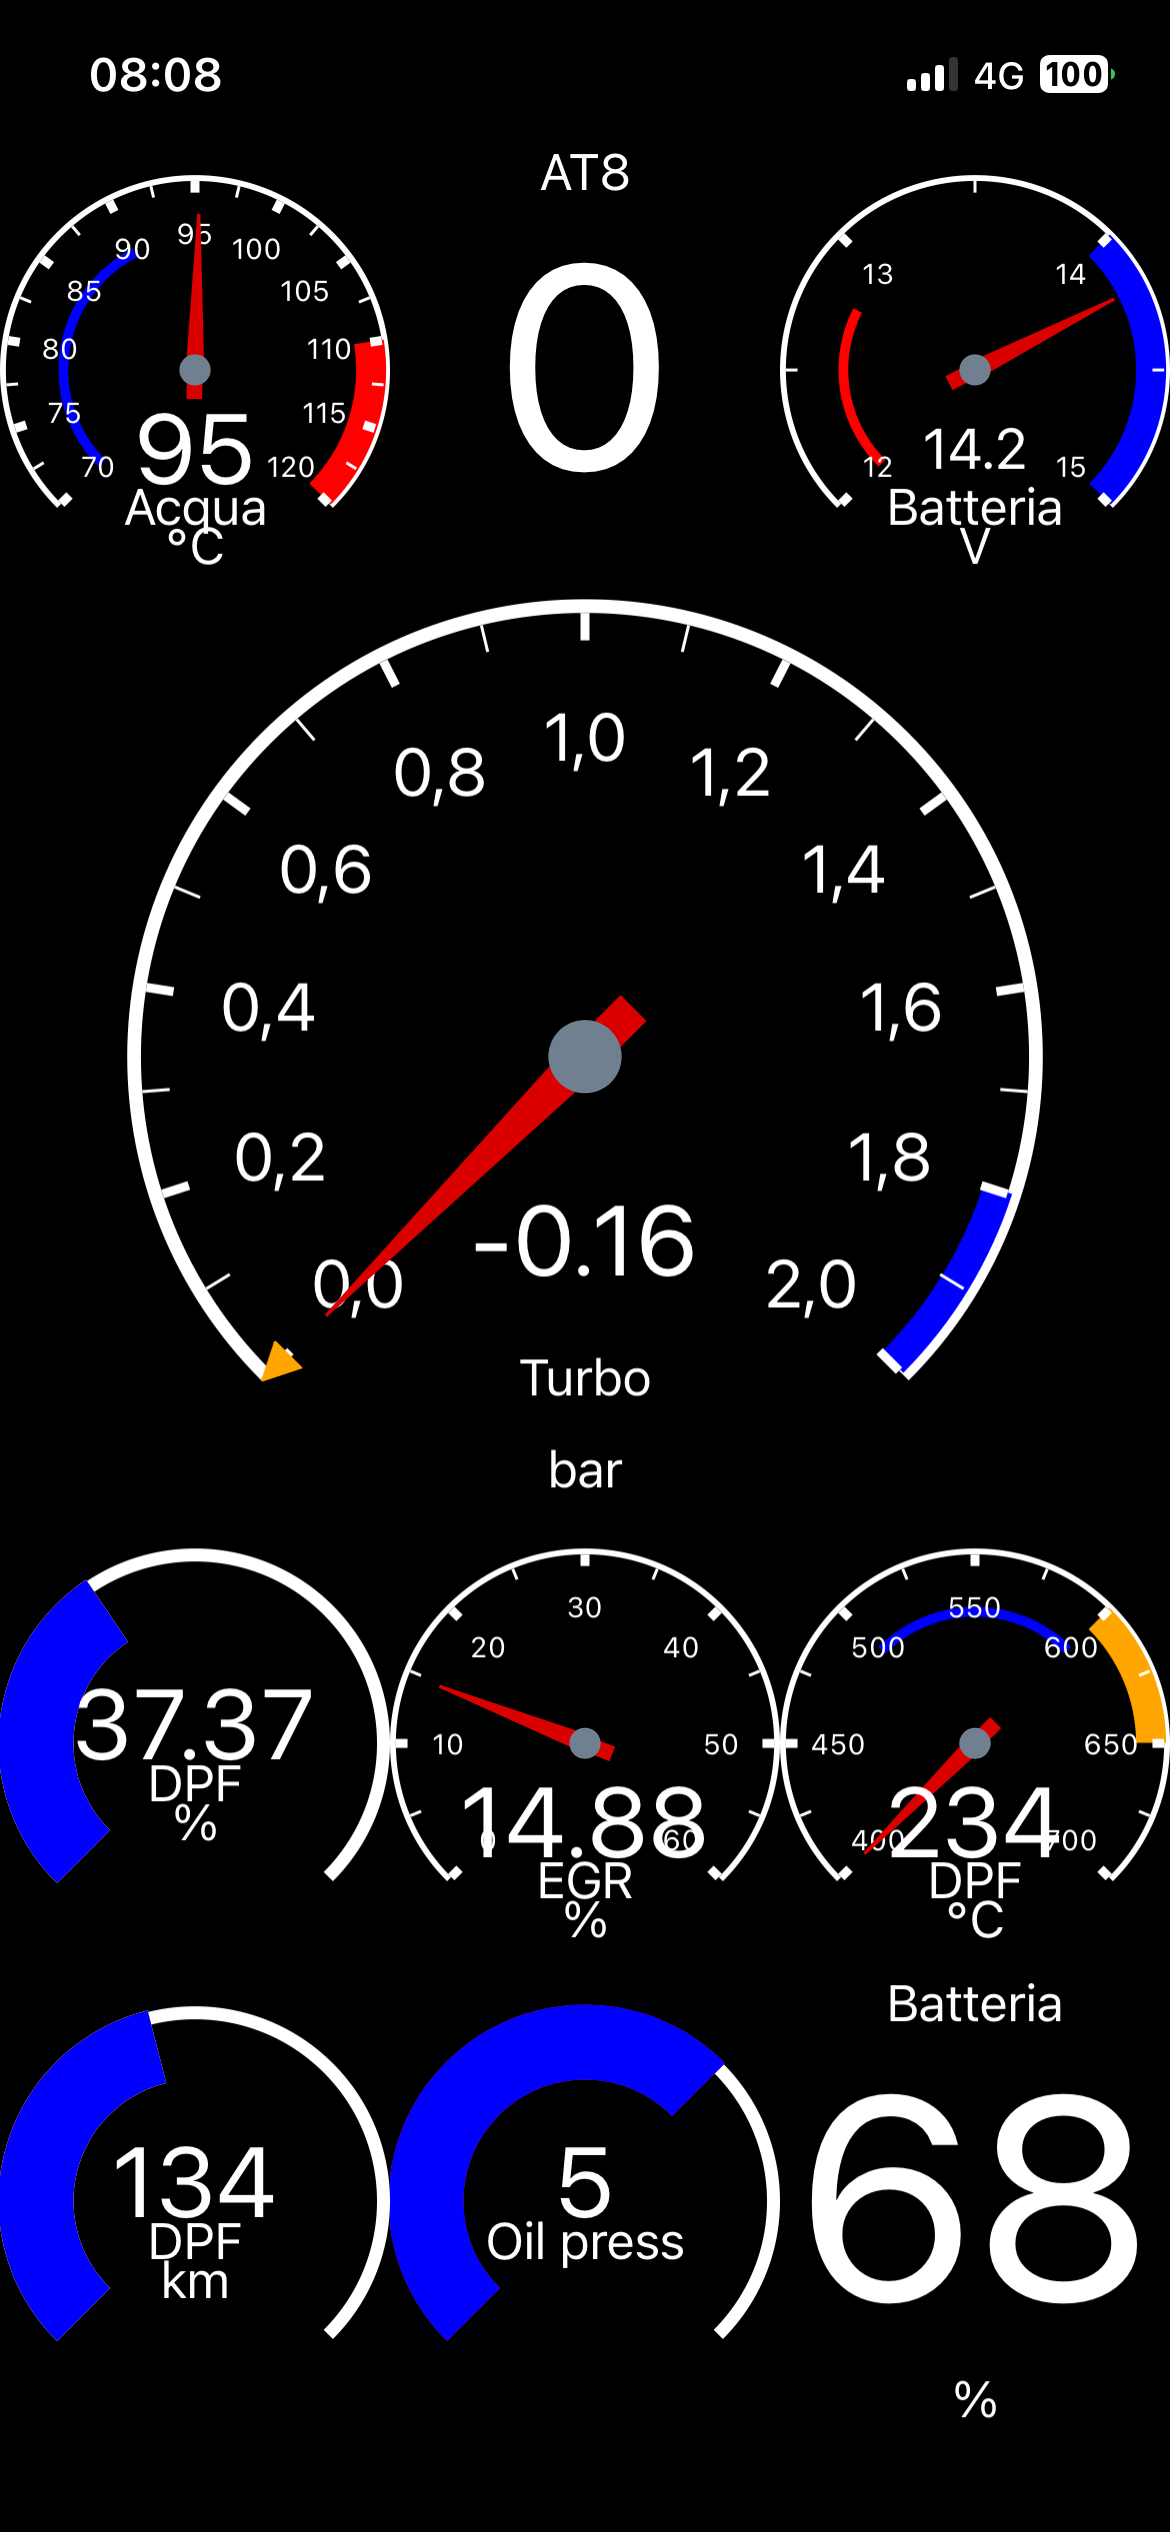 08:08
4G 100
AT8
0
70 75 80 85 90 95 100 105 110 115 120
95
Acqua
°C
12 13 14 15
14.2
Batteria
V
0,0 0,2 0,4 0,6 0,8 1,0 1,2 1,4 1,6 1,8 2,0
-0.16
Turbo
bar
37.37
DPF
%
0 10 20 30 40 50 60
14.88
EGR
%
400 450 500 550 600 650 700
234
DPF
°C
134
DPF
km
5
Oil press
Batteria
68
%